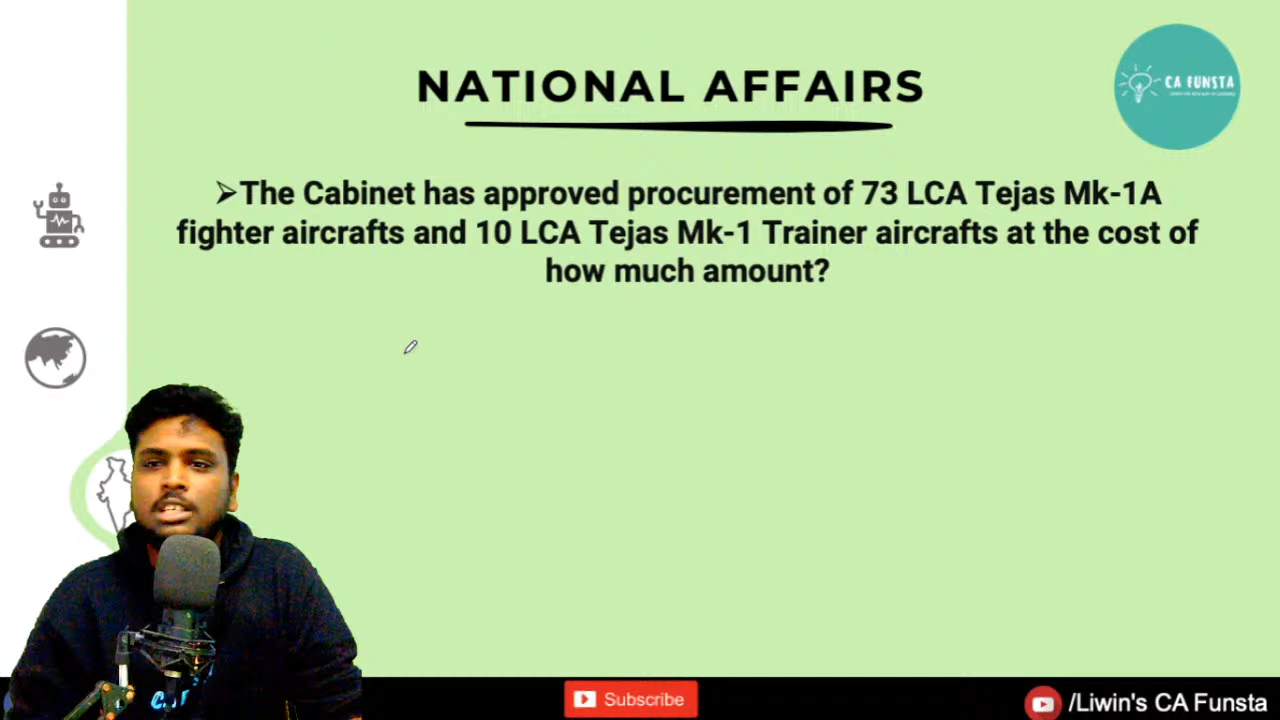 NATIONAL AFFAIRS
CA FUNSTA
➢The Cabinet has approved procurement of 73 LCA Tejas Mk-1A
fighter aircrafts and 10 LCA Tejas Mk-1 Trainer aircrafts at the cost of
how much amount?
Subscribe
/Liwin's CA Funsta